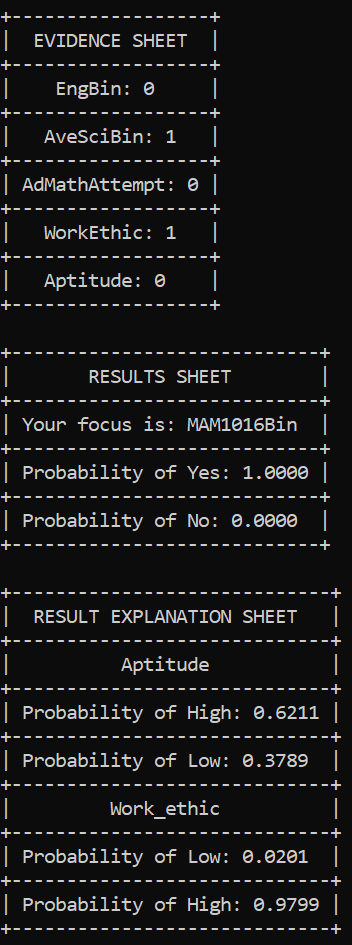 EVIDENCE SHEET
EngBin: 0
AveSciBin: 1
AdMathAttempt: 0
WorkEthic: 1
Aptitude: 0
RESULTS SHEET
Your focus is: MAM1016Bin
Probability of Yes: 1.0000
Probability of No: 0.0000
RESULT EXPLANATION SHEET
Aptitude
Probability of High: 0.6211
Probability of Low: 0.3789
Work_ethic
Probability of Low: 0.0201
Probability of High: 0.9799